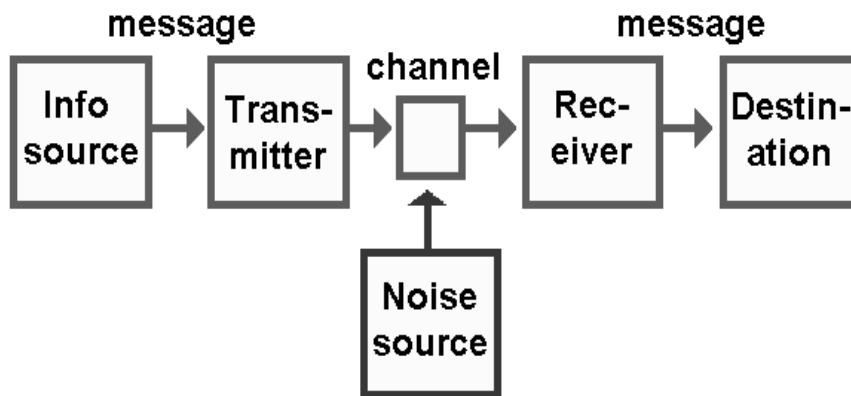 message
message
channel
Info
source
Trans-
mitter
Rec-
eiver
Destin-
ation
Noise
source